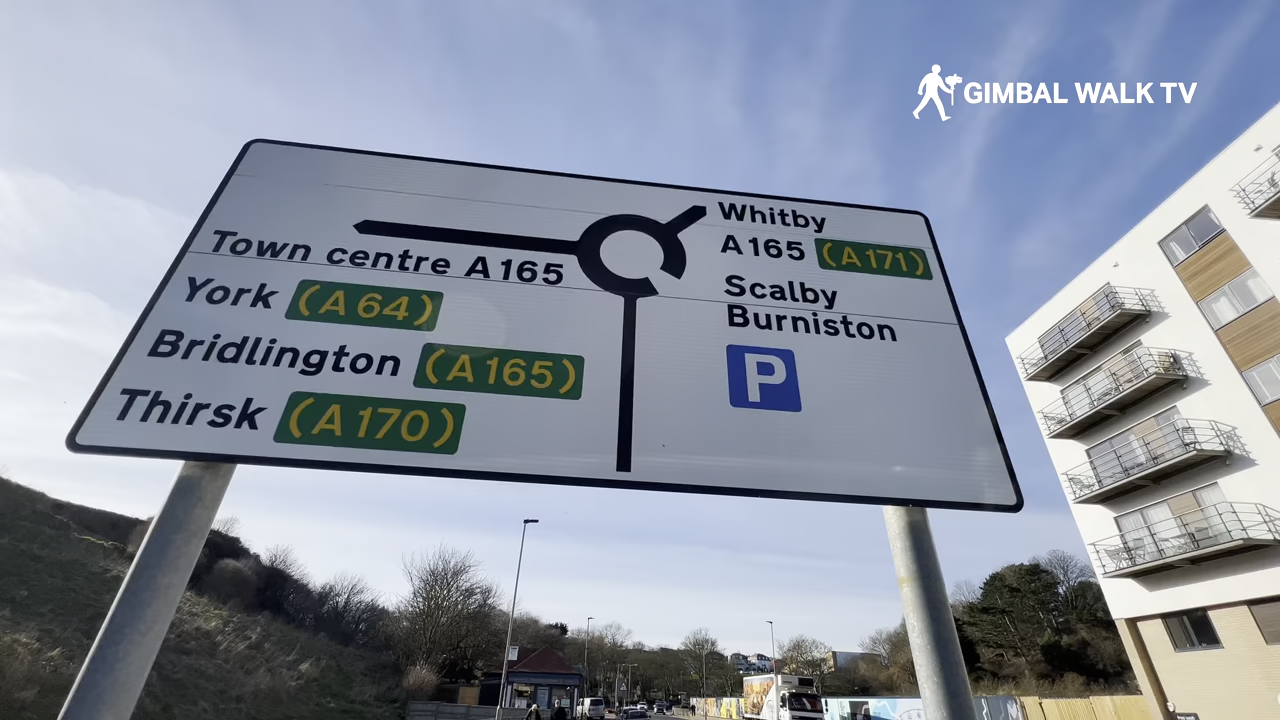 GIMBAL WALK TV
Whitby
A165 (A171)
Scalby
Burniston
P
Town centre A165
York (A64)
Bridlington (A165)
Thirsk (A170)